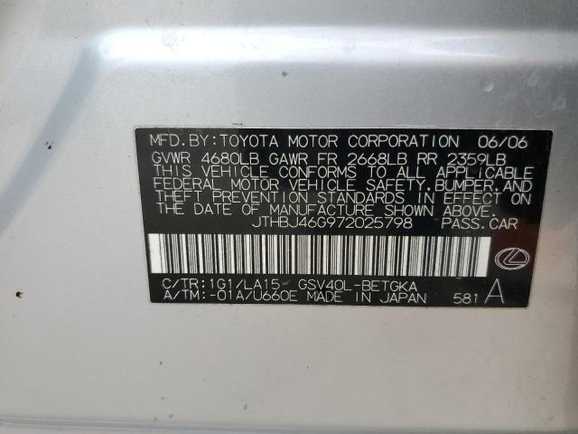 MFD. BY: TOYOTA MOTOR CORPORATION 06/06
GVWR 4680LB GAWR FR 2668LB RR 2359LB
THIS VEHICLE CONFORMS TO ALL APPLICABLE
FEDERAL MOTOR VEHICLE SAFETY, BUMPER, AND
THEFT PREVENTION STANDARDS IN EFFECT ON
THE DATE OF MANUFACTURE SHOWN ABOVE.
JTHBJ46G972025798 PASS. CAR
C/TR: 1G1/LA15 GSV40L-BETGKA
A/TM: -01A/U660E MADE IN JAPAN 581 A